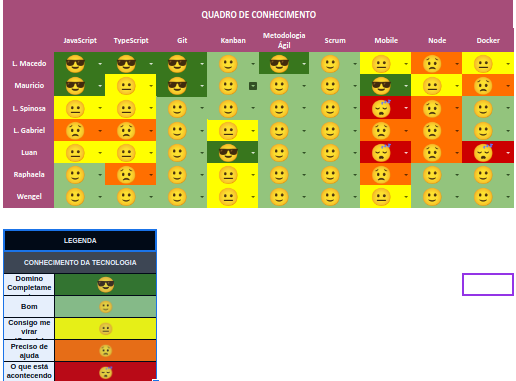 QUADRO DE CONHECIMENTO
JavaScript TypeScript Git Kanban Metodologia Ágil Scrum Mobile Node Docker
L. Macedo
Mauricio
L. Spinosa
L. Gabriel
Luan
Raphaela
Wengel
LEGENDA
CONHECIMENTO DA TECNOLOGIA
Domino
Completame
Bom
Consigo me
virar
Preciso de
ajuda
O que está
acontecendo